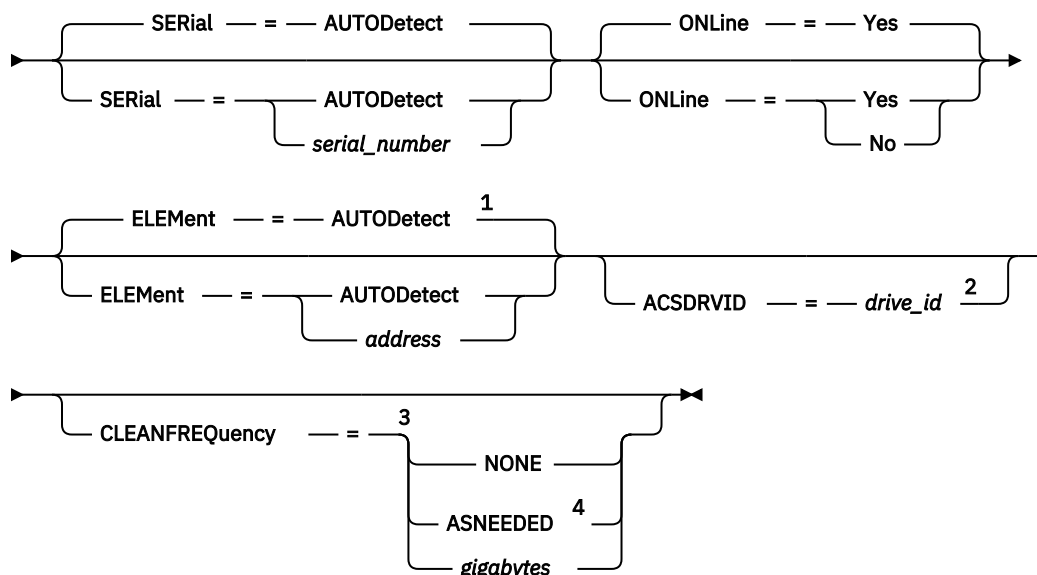 SERial = AUTODetect ONLine = Yes
SERial = AUTODetect ONLine = Yes
serial_number No
ELEMent = AUTODetect 1
ELEMent = AUTODetect ACSDRVID = drive_id 2
address
CLEANFREQuency = 3
NONE
ASNEEDED 4
gigabytes